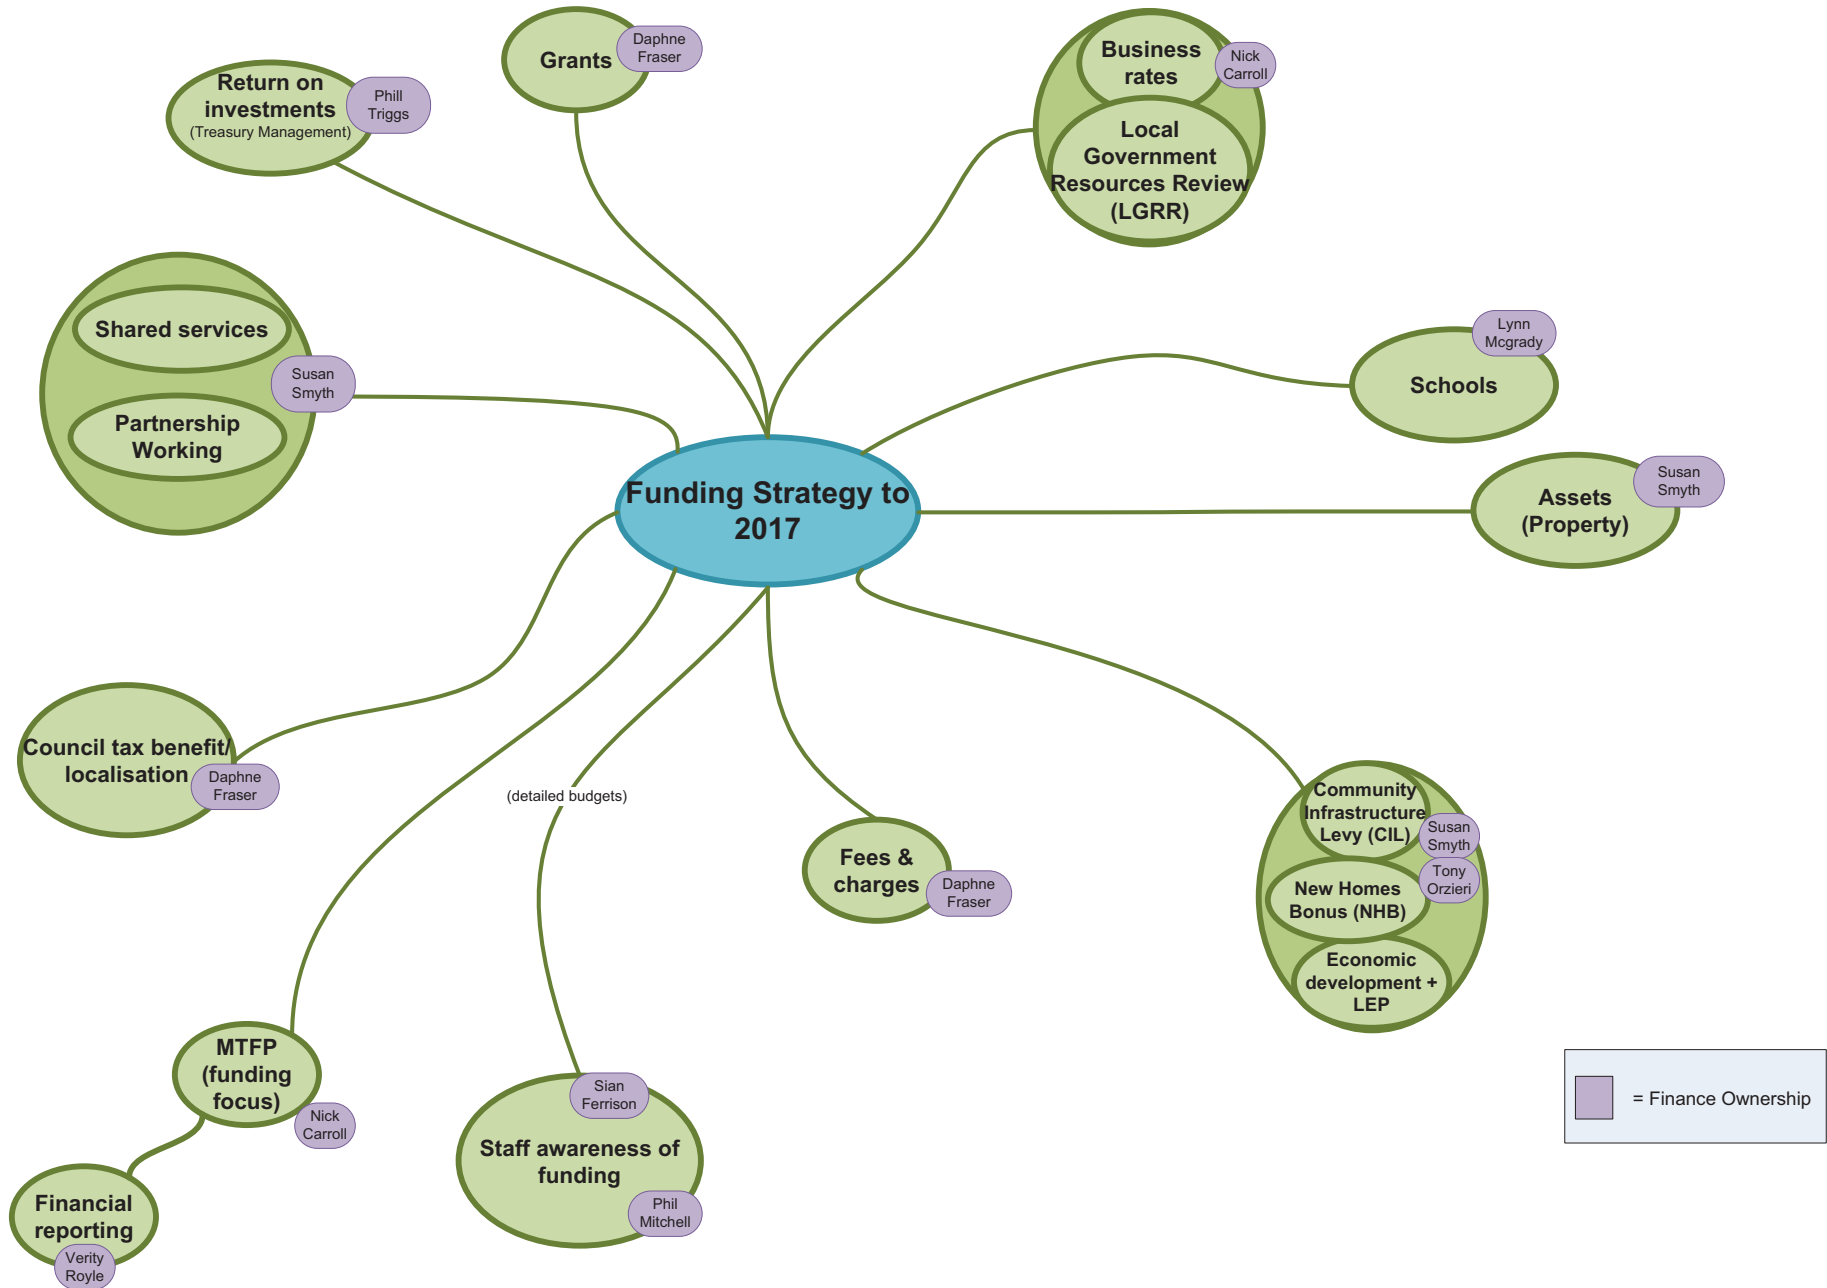 Grants
Daphne
Fraser
Return on
investments
(Treasury Management)
Phill
Triggs
Business
rates
Nick
Carroll
Local
Government
Resources Review
(LGRR)
Shared services
Partnership
Working
Susan
Smyth
Lynn
Mcgrady
Schools
Funding Strategy to
2017
Assets
(Property)
Susan
Smyth
Council tax benefit/
localisation
Daphne
Fraser
(detailed budgets)
Fees &
charges
Daphne
Fraser
Community
Infrastructure
Levy (CIL)
Susan
Smyth
Tony
Orzieri
New Homes
Bonus (NHB)
Economic
development +
LEP
MTFP
(funding
focus)
Nick
Carroll
Sian
Ferrison
Staff awareness of
funding
Phil
Mitchell
Financial
reporting
Verity
Royle
= Finance Ownership